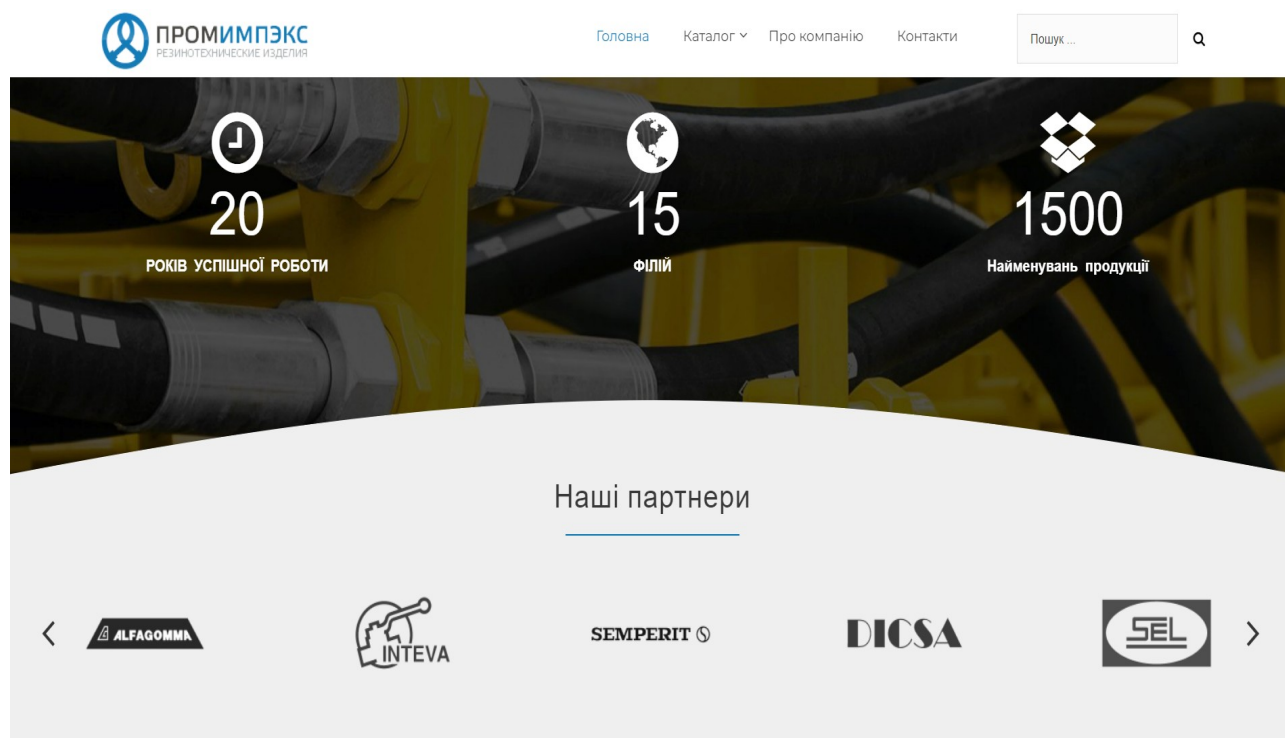 ПРОМИМПЭКС
РЕЗИНОТЕХНИЧЕСКИЕ ИЗДЕЛИЯ
Головна Каталог Про компанію Контакти Пошук ...
20 15 1500
РОКІВ УСПІШНОЇ РОБОТИ ФІЛІЙ Найменувань продукції
Наші партнери
ALFAGOMMA INTEVA SEMPERIT DICSA SEL